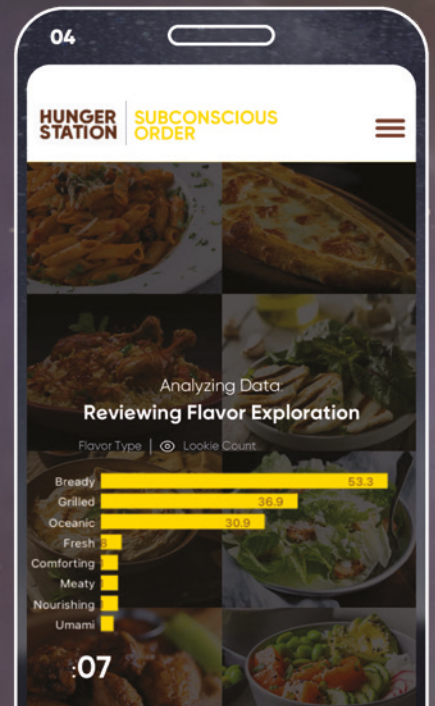 04
HUNGER
STATION
SUBCONSCIOUS
ORDER
Analyzing Data:
Reviewing Flavor Exploration
Flavor Type | Lookie Count
Bready 53.3
Grilled 36.9
Oceanic 30.9
Fresh
Comforting
Meaty
Nourishing
Umami
:07